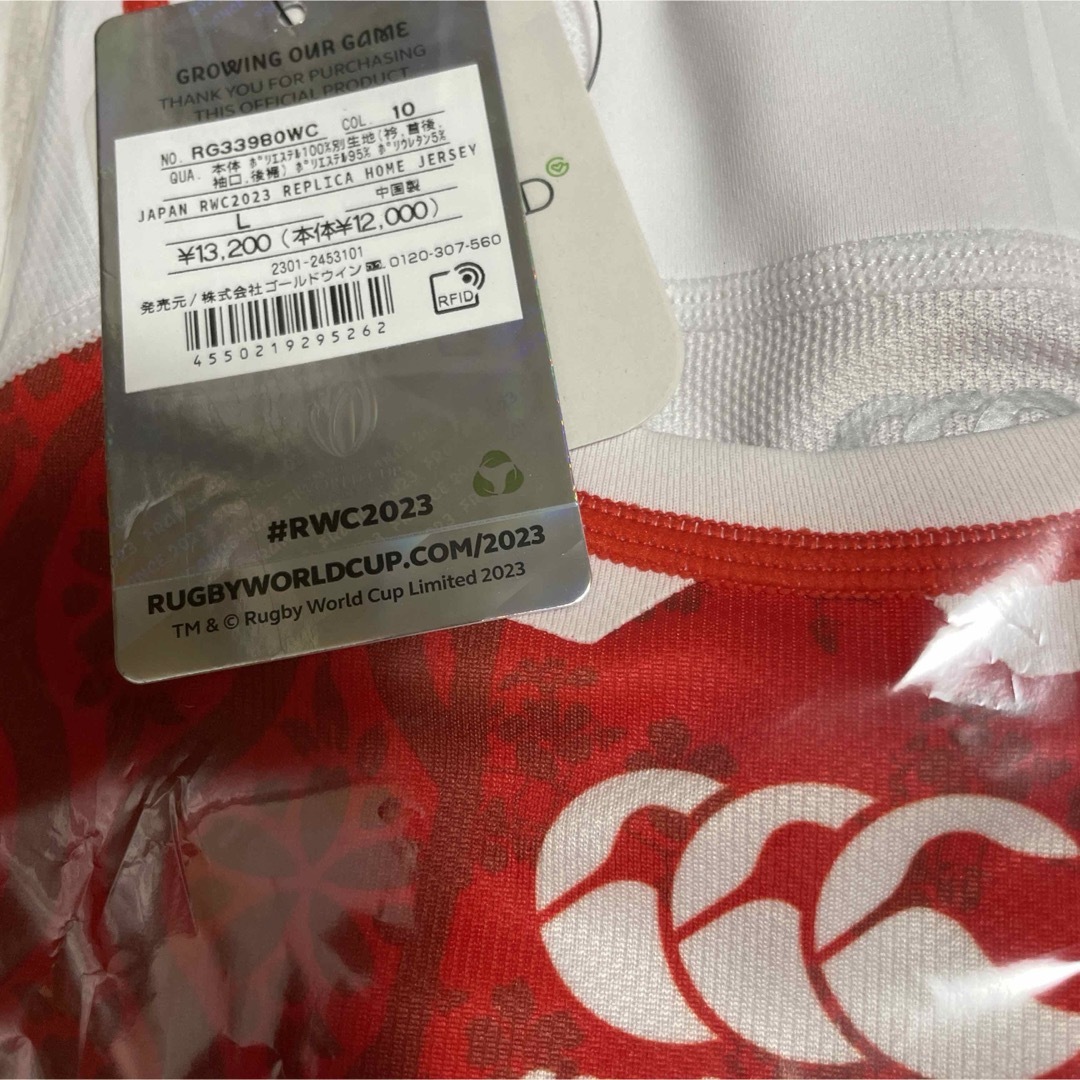 GROWING OUR GAME
THANK YOU FOR PURCHASING
THIS OFFICIAL PRODUCT
NO. RG33980WC COL. 10
QUA. 本体 ﾎﾟﾘｴｽﾃﾙ100%別生地(衿,首後,
袖口,後裾) ﾎﾟﾘｴｽﾃﾙ95% ﾎﾟﾘｳﾚﾀﾝ5%
JAPAN RWC2023 REPLICA HOME JERSEY
L 中国製
¥13,200 (本体¥12,000)
2301-2453101
発売元/株式会社ゴールドウイン 0120-307-560
RFID
4550219295262
D
#RWC2023
RUGBYWORLDCUP.COM/2023
TM & © Rugby World Cup Limited 2023